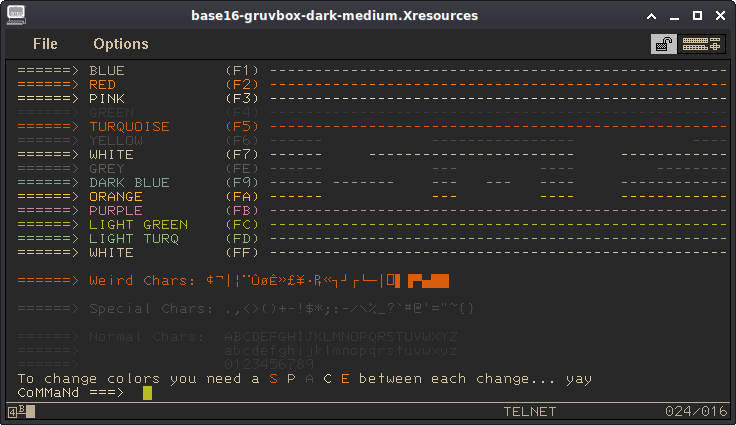 base16-gruvbox-dark-medium.Xresources
File Options
======> BLUE (F1) -----------------------------------------------------
======> RED (F2) -----------------------------------------------------
======> PINK (F3) -----------------------------------------------------
======> GREEN (F4) -----------------------------------------------------
======> TURQUOISE (F5) -----------------------------------------------------
======> YELLOW (F6) ------ --- ---------------- ----
======> WHITE (F7) ------ ---------------- ------------
======> GREY (FE) --- ---
======> DARK BLUE (F9) ------ ------- --- --- --- ------------
======> ORANGE (FA) ------ --- --- ------------
======> PURPLE (FB) -----------------------------------------------------
======> LIGHT GREEN (FC) -----------------------------------------------------
======> LIGHT TURQ (FD) -----------------------------------------------------
======> WHITE (FF) -----------------------------------------------------
======> Weird Chars:
======> Special Chars: .,<>()+-!$*;:-/\%_?`#@'="~{}
======> Normal Chars: ABCDEFGHIJKLMNOPQRSTUVWXYZ
======> abcdefghijklmnopqrstuvwxyz
======> 0123456789
To change colors you need a S P A C E between each change... yay
CoMMaNd ===>
4 B TELNET 024/016